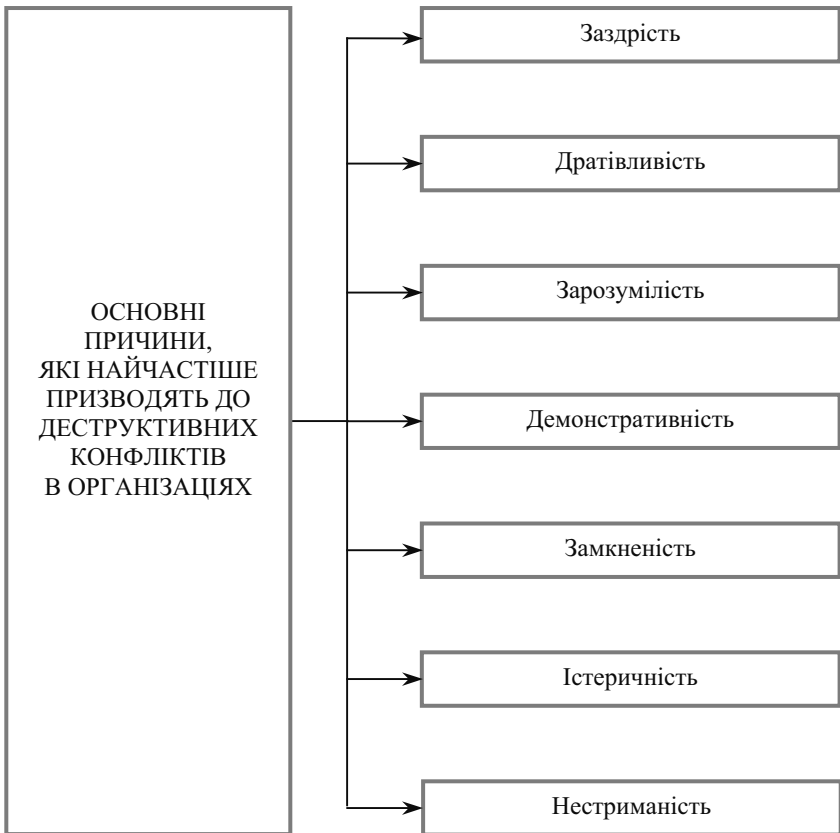 ОСНОВНІ
ПРИЧИНИ,
ЯКІ НАЙЧАСТІШЕ
ПРИЗВОДЯТЬ ДО
ДЕСТРУКТИВНИХ
КОНФЛІКТІВ
В ОРГАНІЗАЦІЯХ
Заздрість
Дратівливість
Зарозумілість
Демонстративність
Замкненість
Істеричність
Нестриманість